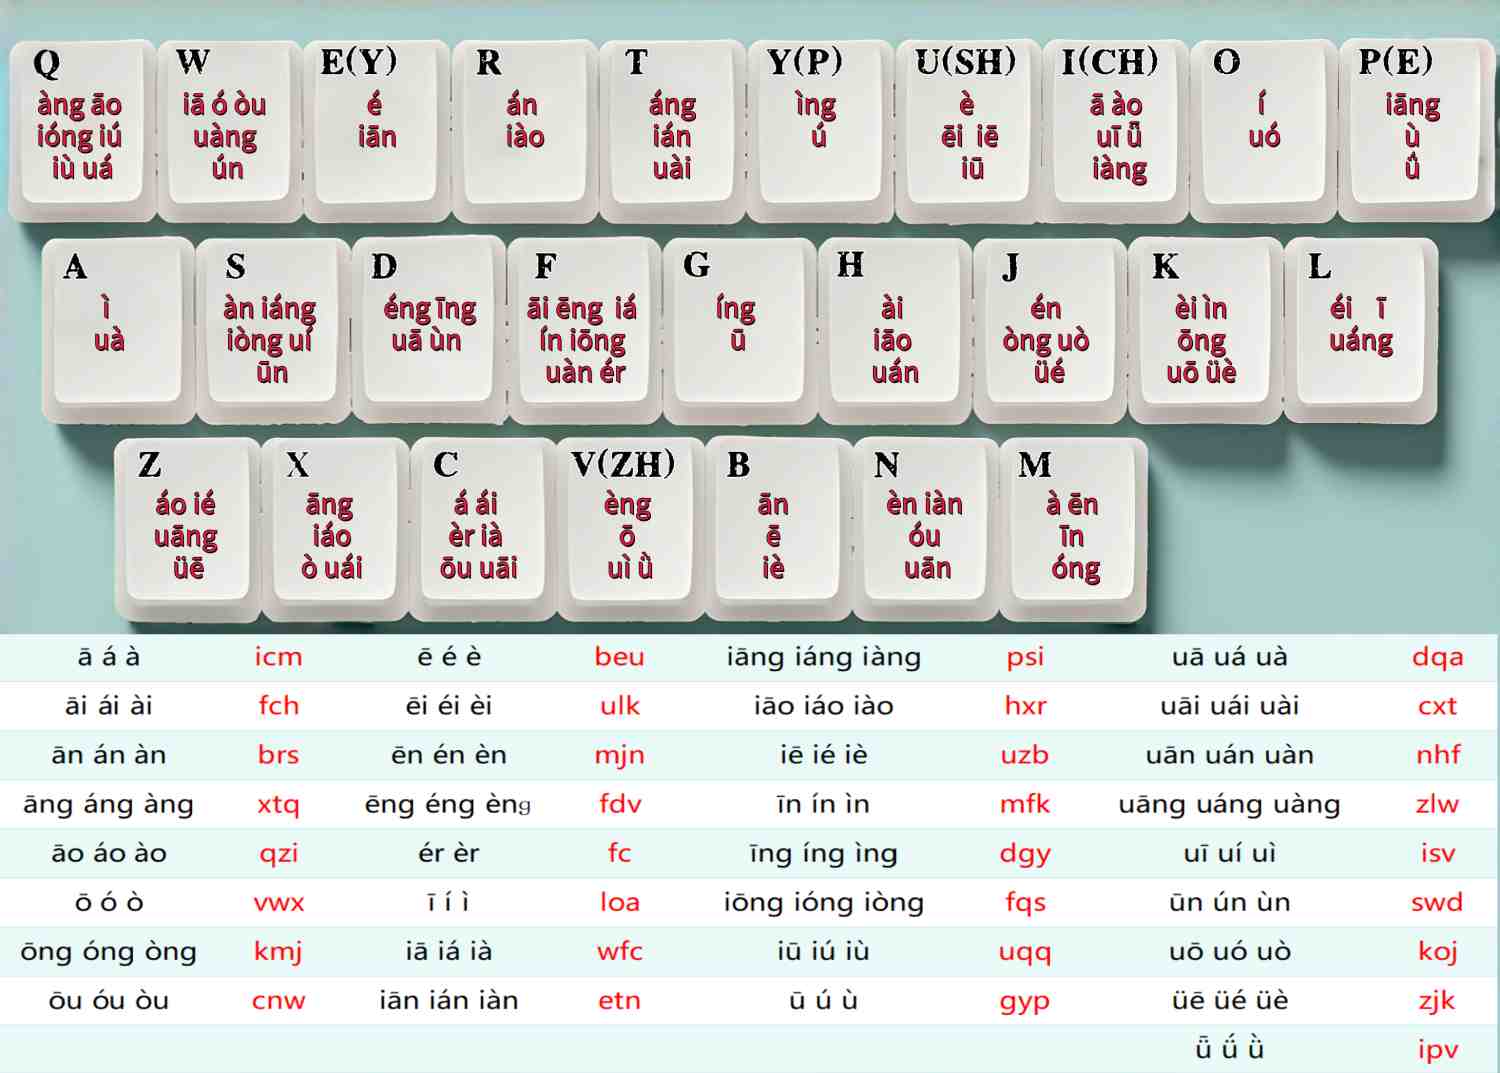 Q W E(Y) R T Y(P) U(SH) I(CH) O P(E)
àng āo iā ó òu é án áng ìng è ā ào í iāng
ióng iú uàng iān iào ián ú ēi iē uī ǖ uó ù
iù uá ún uài iū iàng ǘ
A S D F G H J K L
ì àn iáng éng īng āi ēng iá íng ài én èi ìn éi ī
uà iòng uí uā ùn ín iōng ū iāo òng uò ōng uáng
ūn uàn ér uán üé uō üè
Z X C V(ZH) B N M
áo ié āng á ái èng ān èn iàn à ēn
uāng iáo èr ià ō ē óu īn
üē ò uái ōu uāi uì ǜ iè uān óng
ā á à icm ē é è beu iāng iáng iàng psi uā uá uà dqa
āi ái ài fch ēi éi èi ulk iāo iáo iào hxr uāi uái uài cxt
ān án àn brs ēn én èn mjn iē ié iè uzb uān uán uàn nhf
āng áng àng xtq ēng éng èng fdv īn ín ìn mfk uāng uáng uàng zlw
āo áo ào qzi ér èr fc īng íng ìng dgy uī uí uì isv
ō ó ò vwx ī í ì loa iōng ióng iòng fqs ūn ún ùn swd
ōng óng òng kmj iā iá ià wfc iū iú iù uqq uō uó uò koj
ōu óu òu cnw iān ián iàn etn ū ú ù gyp üē üé üè zjk
ǖ ǘ ǜ ipv